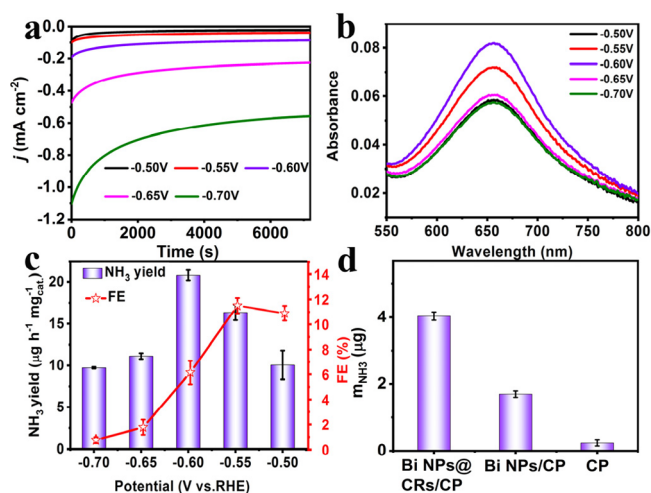 a
j (mA cm⁻²)
0.0
-0.2
-0.4
-0.6
-0.8
-1.0
-1.2
-0.50V
-0.55V
-0.60V
-0.65V
-0.70V
0
2000
4000
6000
Time (s)
b
Absorbance
0.08
0.06
0.04
0.02
-0.50V
-0.55V
-0.60V
-0.65V
-0.70V
550
600
650
700
750
800
Wavelength (nm)
c
NH₃ yield
FE
NH₃ yield (μg h⁻¹ mg⁻¹cat.)
20
15
10
5
0
FE (%)
14
12
10
8
6
4
2
0
-0.70
-0.65
-0.60
-0.55
-0.50
Potential (V vs.RHE)
d
mNH3 (μg)
4
2
0
Bi NPs@
CRs/CP
Bi NPs/CP
CP